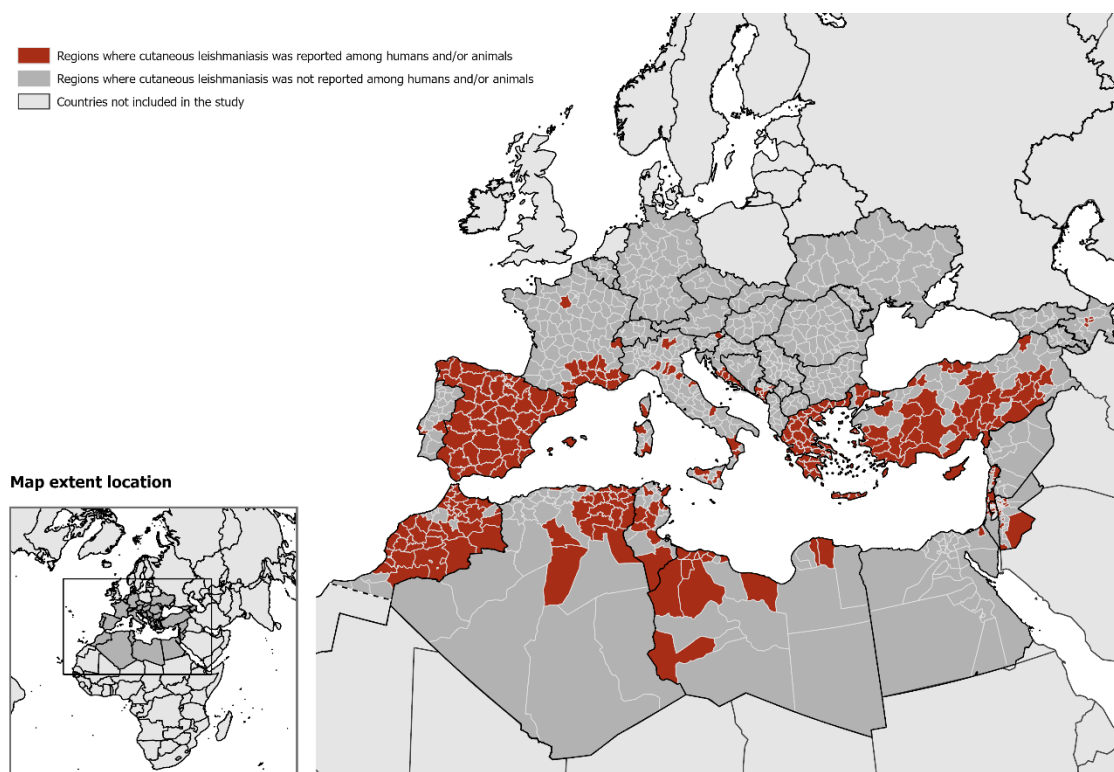 Regions where cutaneous leishmaniasis was reported among humans and/or animals
Regions where cutaneous leishmaniasis was not reported among humans and/or animals
Countries not included in the study
Map extent location